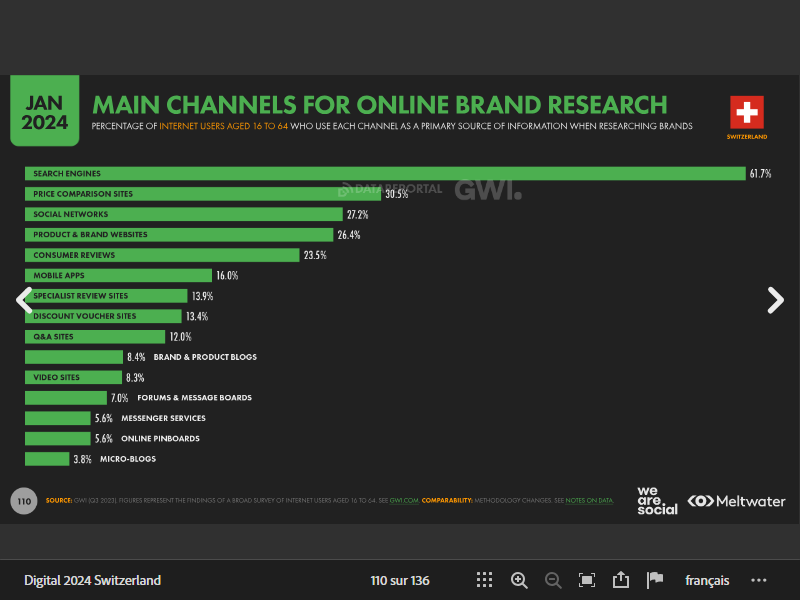 JAN
2024
MAIN CHANNELS FOR ONLINE BRAND RESEARCH
PERCENTAGE OF INTERNET USERS AGED 16 TO 64 WHO USE EACH CHANNEL AS A PRIMARY SOURCE OF INFORMATION WHEN RESEARCHING BRANDS
SWITZERLAND
SEARCH ENGINES 61.7%
DATAREPORTAL GWI.
PRICE COMPARISON SITES 30.5%
SOCIAL NETWORKS 27.2%
PRODUCT & BRAND WEBSITES 26.4%
CONSUMER REVIEWS 23.5%
MOBILE APPS 16.0%
SPECIALIST REVIEW SITES 13.9%
DISCOUNT VOUCHER SITES 13.4%
Q&A SITES 12.0%
8.4% BRAND & PRODUCT BLOGS
VIDEO SITES 8.3%
7.0% FORUMS & MESSAGE BOARDS
5.6% MESSENGER SERVICES
5.6% ONLINE PINBOARDS
3.8% MICRO-BLOGS
110
SOURCE: GWI (Q3 2023). FIGURES REPRESENT THE FINDINGS OF A BROAD SURVEY OF INTERNET USERS AGED 16 TO 64. SEE GWI.COM. COMPARABILITY: METHODOLOGY CHANGES. SEE NOTES ON DATA.
we
are
social
Meltwater
Digital 2024 Switzerland
110 sur 136
français